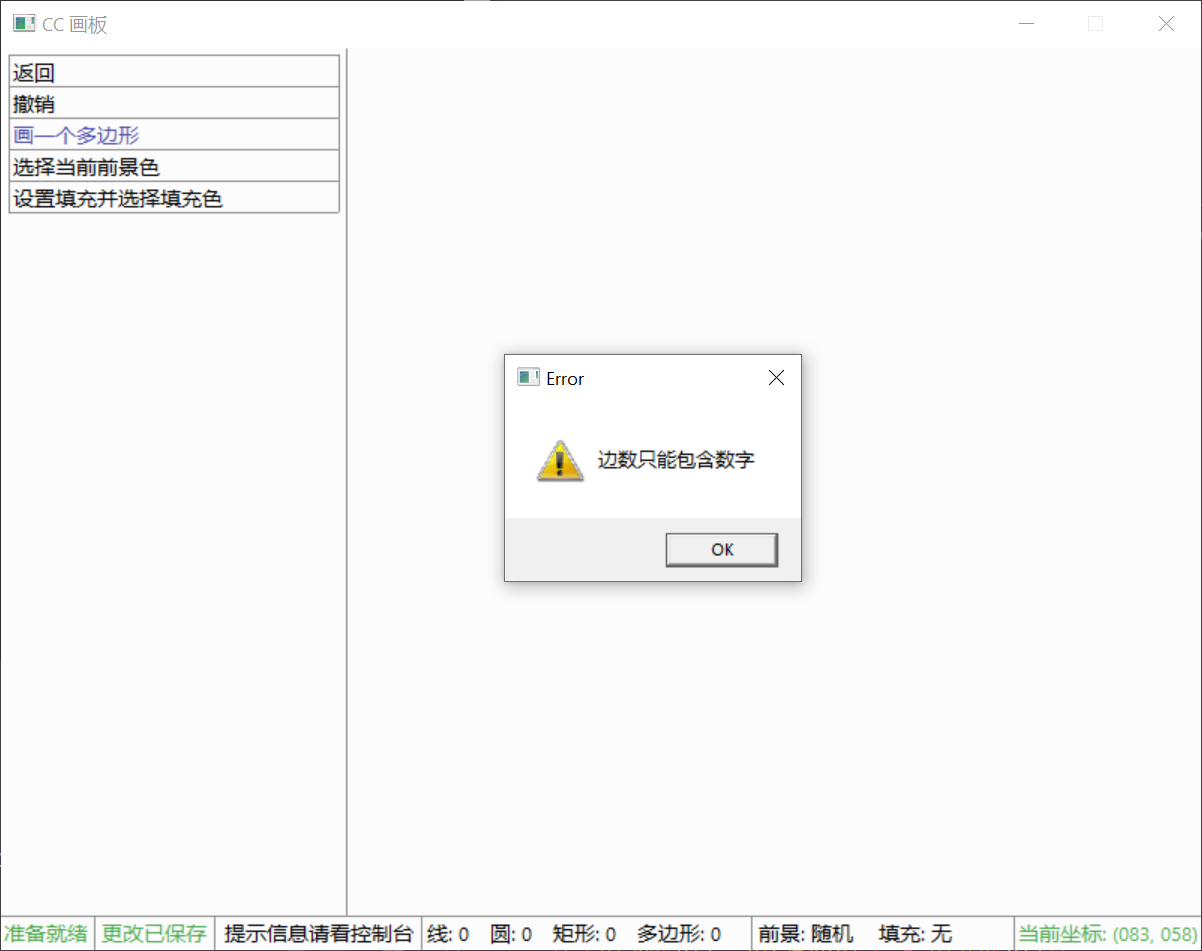 CC 画板
返回
撤销
画一个多边形
选择当前前景色
设置填充并选择填充色
Error
边数只能包含数字
OK
准备就绪 更改已保存 提示信息请看控制台 线: 0 圆: 0 矩形: 0 多边形: 0 前景: 随机 填充: 无 当前坐标: (083, 058)